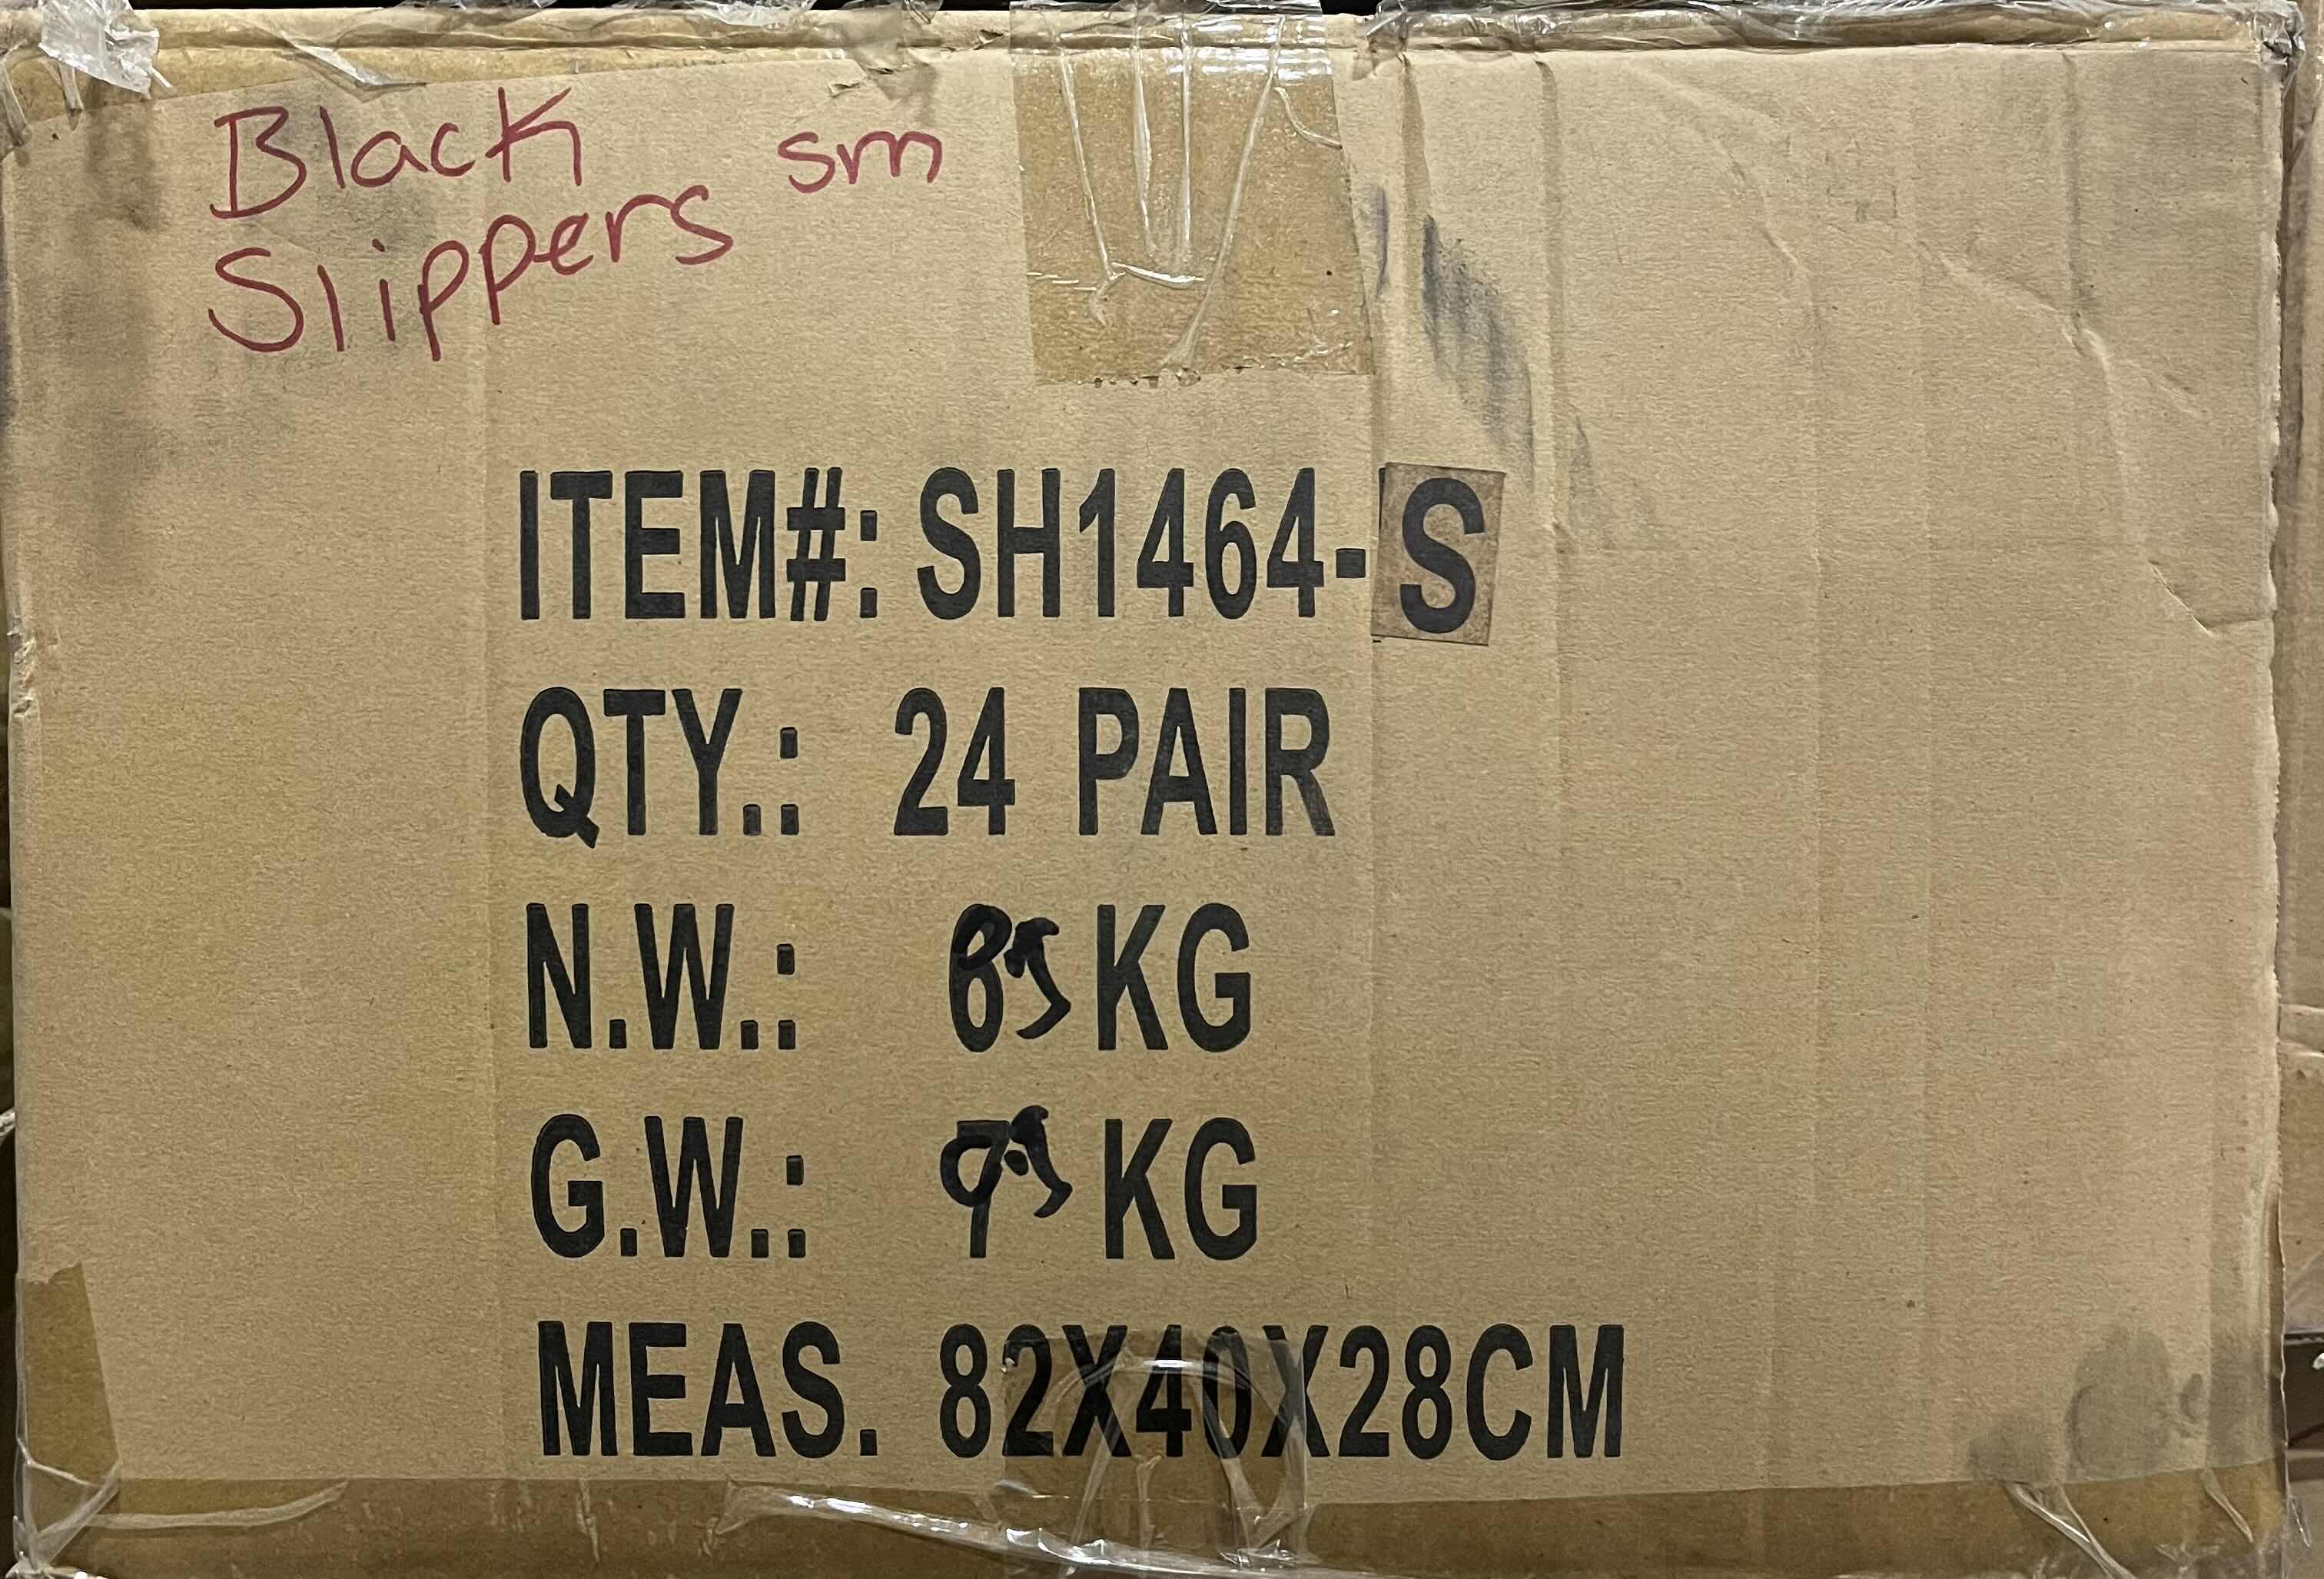 Black sm
Slippers
ITEM#: SH1464-S
QTY.: 24 PAIR
N.W.: KG
G.W.: KG
MEAS. 82X40X28CM